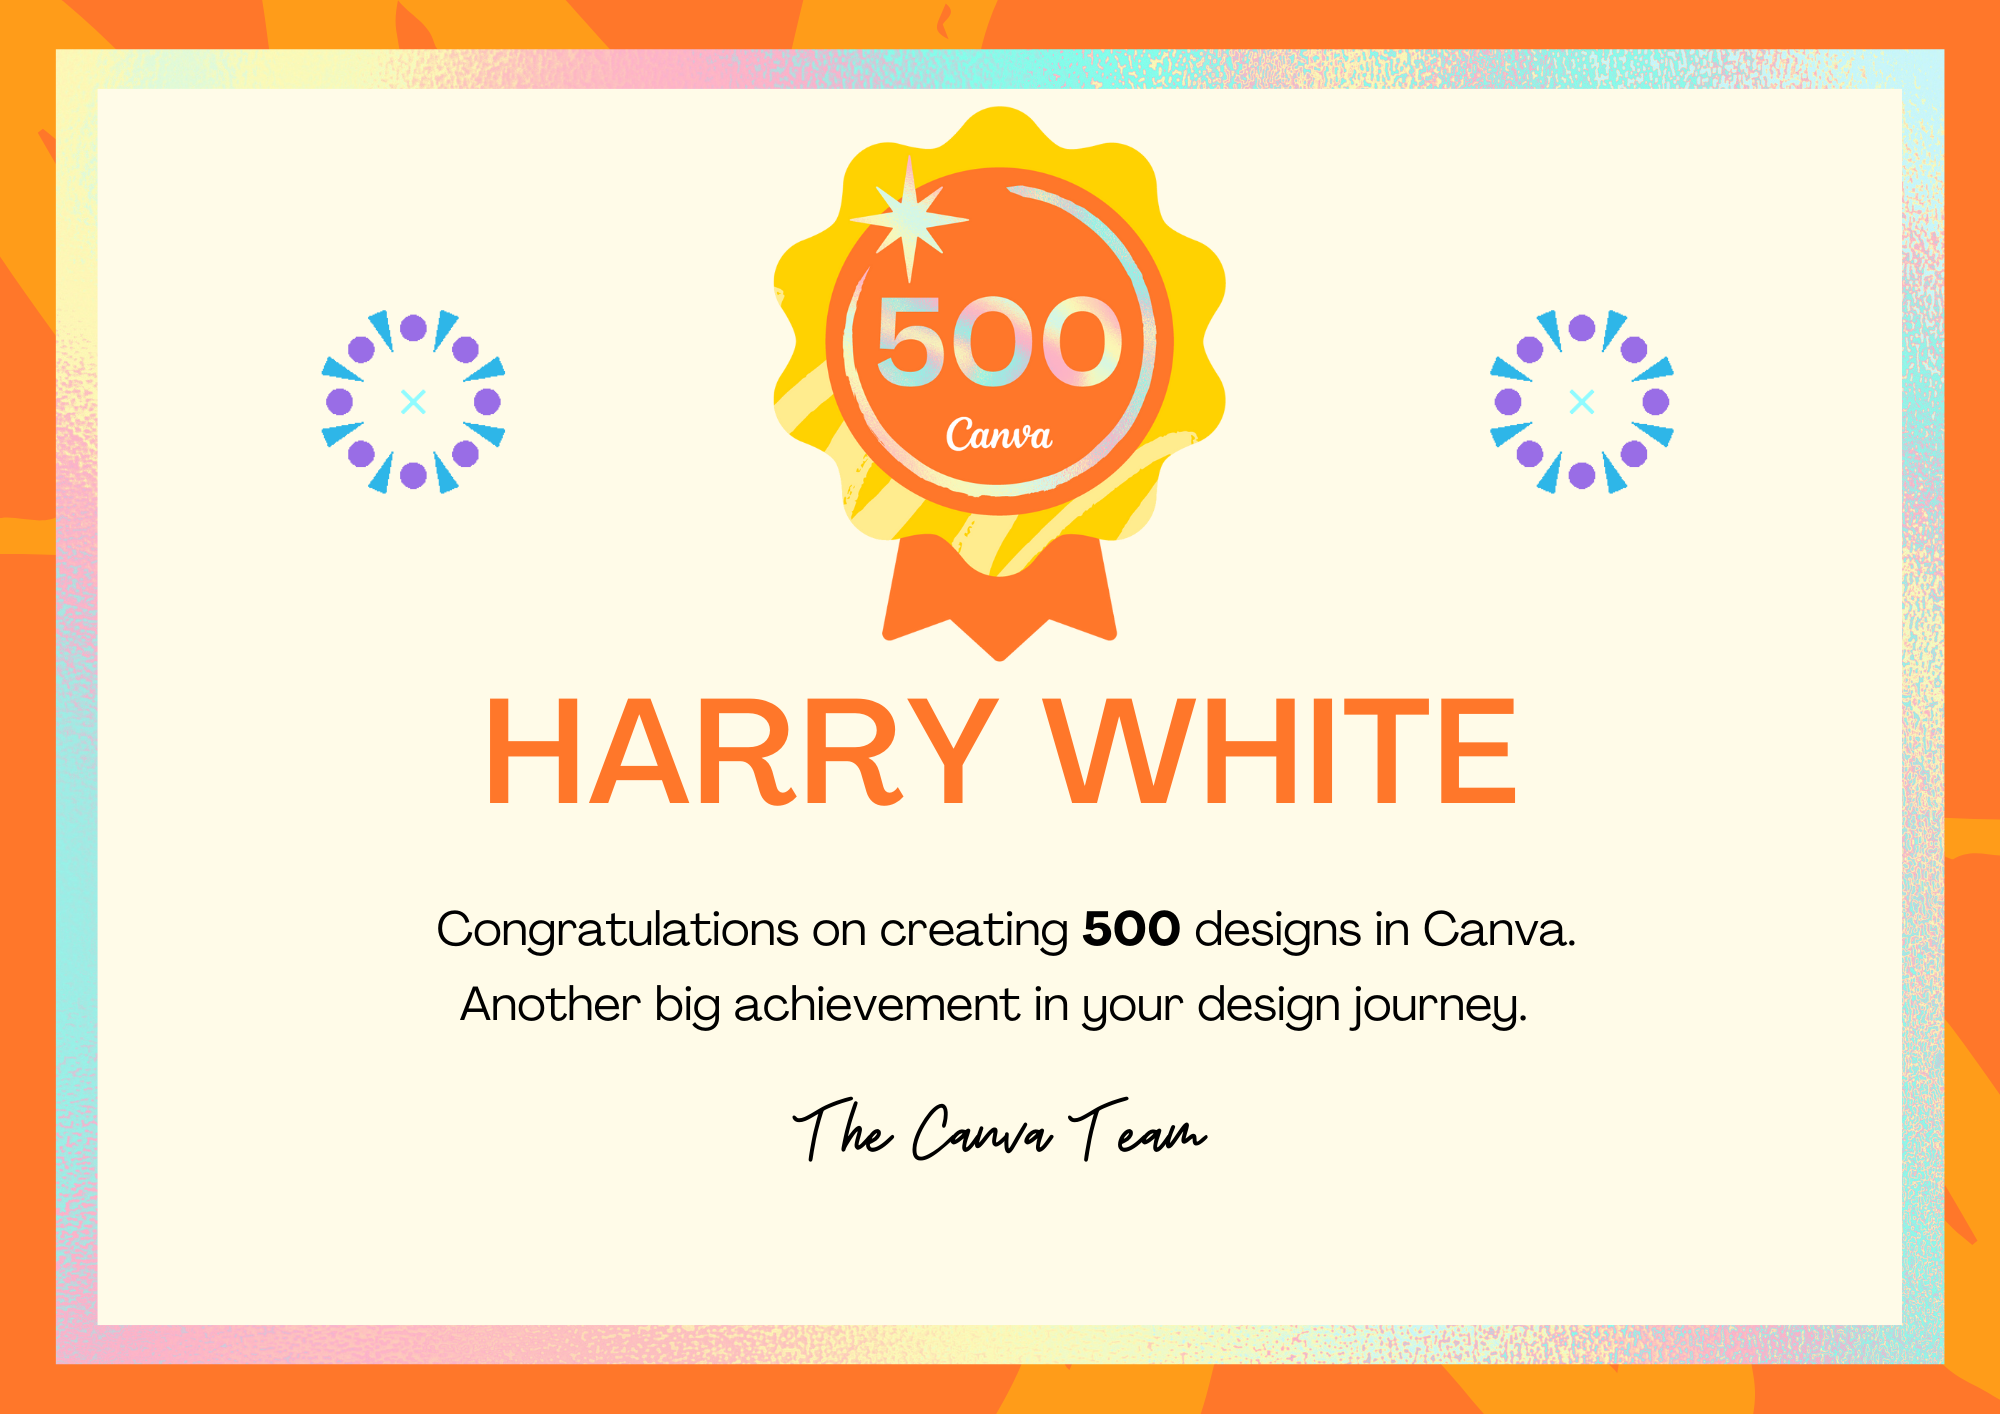 500
Canva
HARRY WHITE
Congratulations on creating 500 designs in Canva.
Another big achievement in your design journey.
The Canva Team